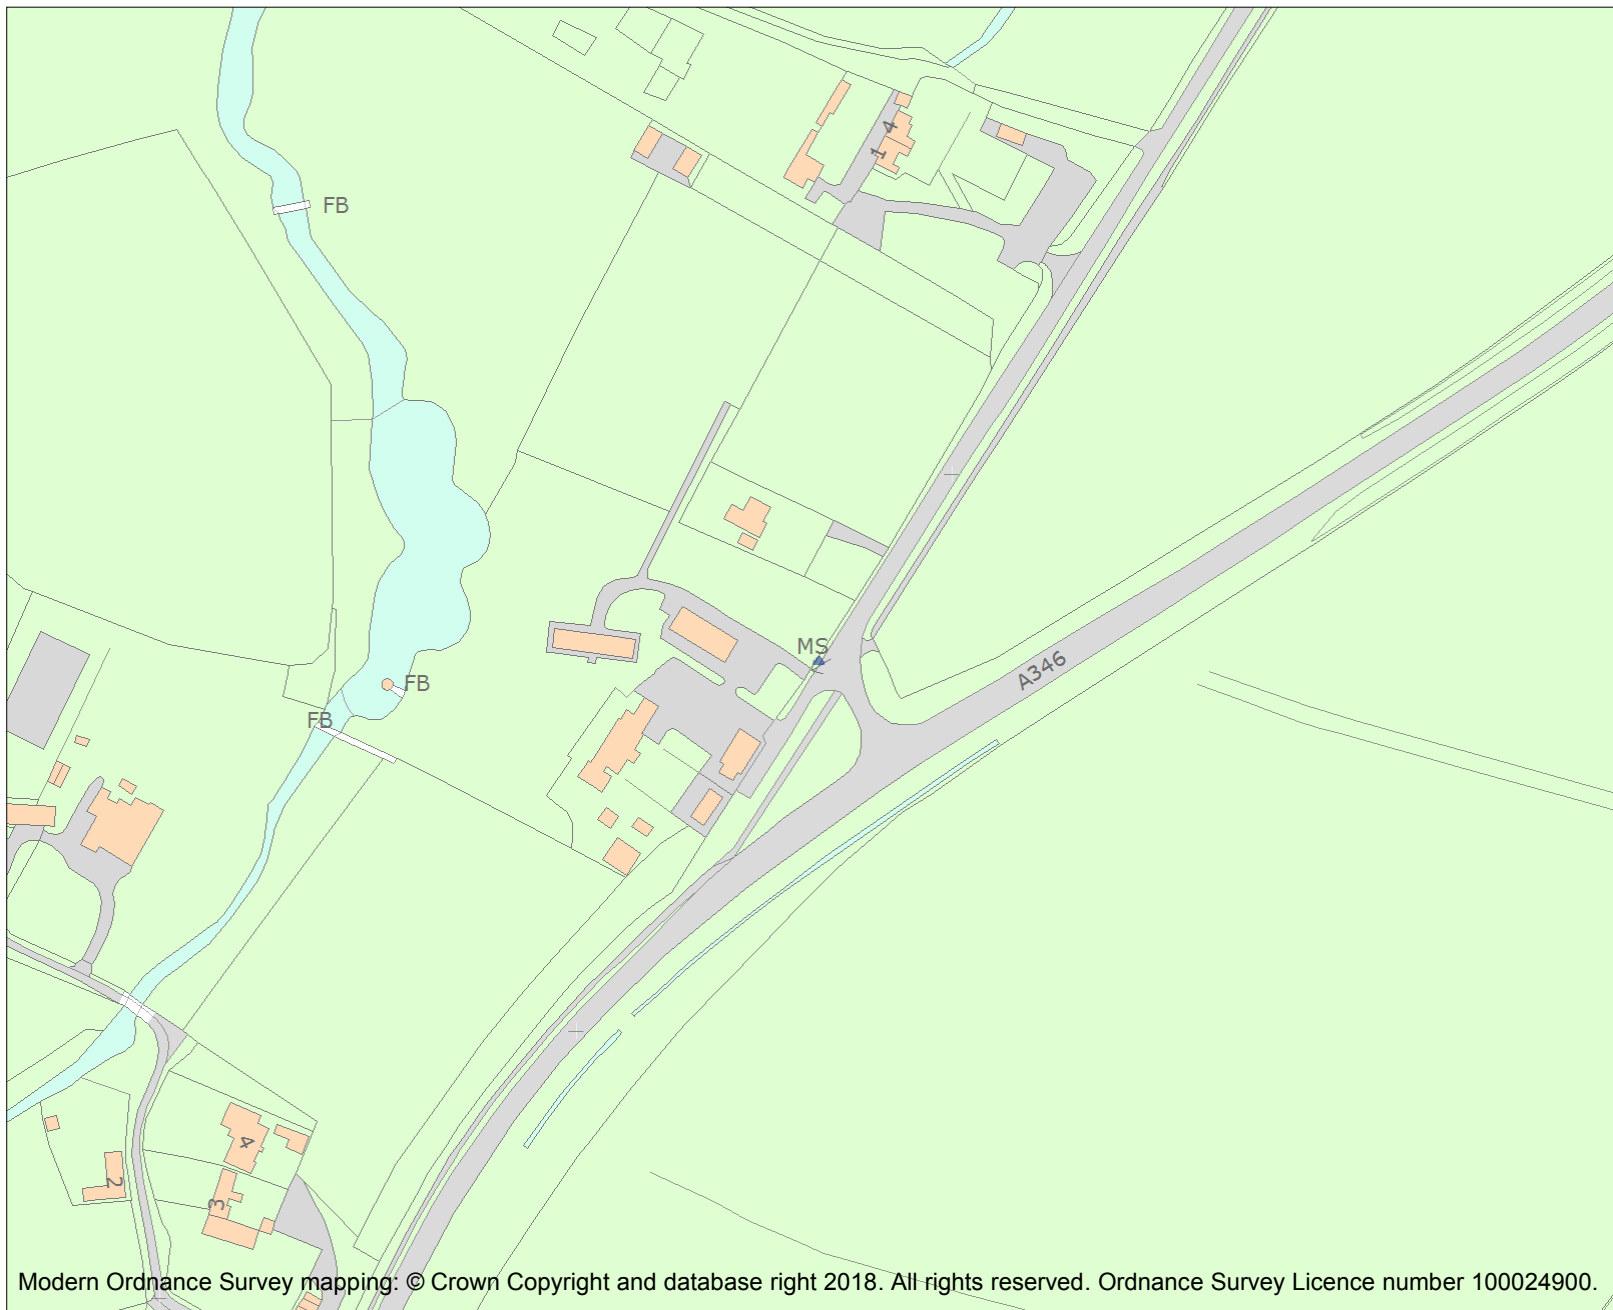 4
1
FB
MS
A346
FB
FB
4
2
3
Modern Ordnance Survey mapping: © Crown Copyright and database right 2018. All rights reserved. Ordnance Survey Licence number 100024900.